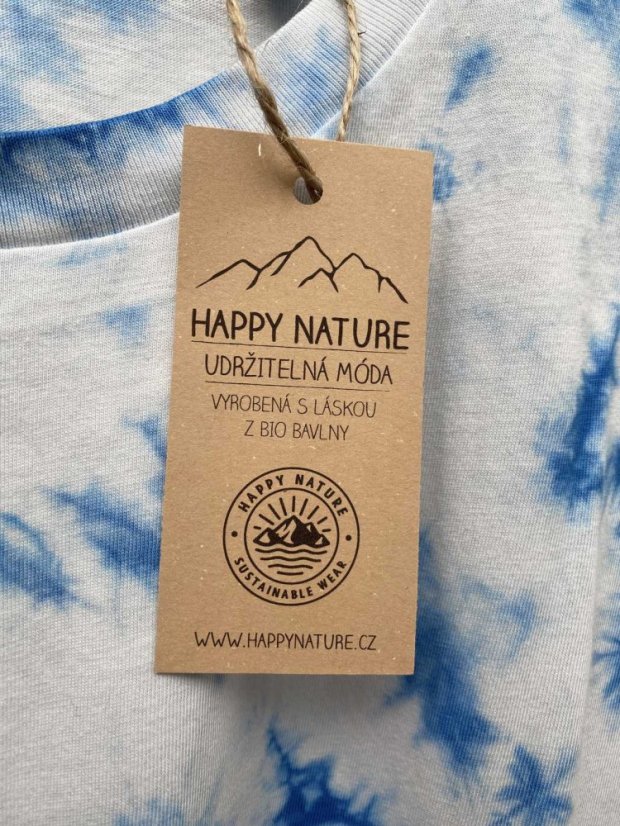 HAPPY NATURE
UDRŽITELNÁ MÓDA
VYROBENÁ S LÁSKOU
Z BIO BAVLNY
HAPPY NATURE
SUSTAINABLE WEAR
WWW.HAPPYNATURE.CZ